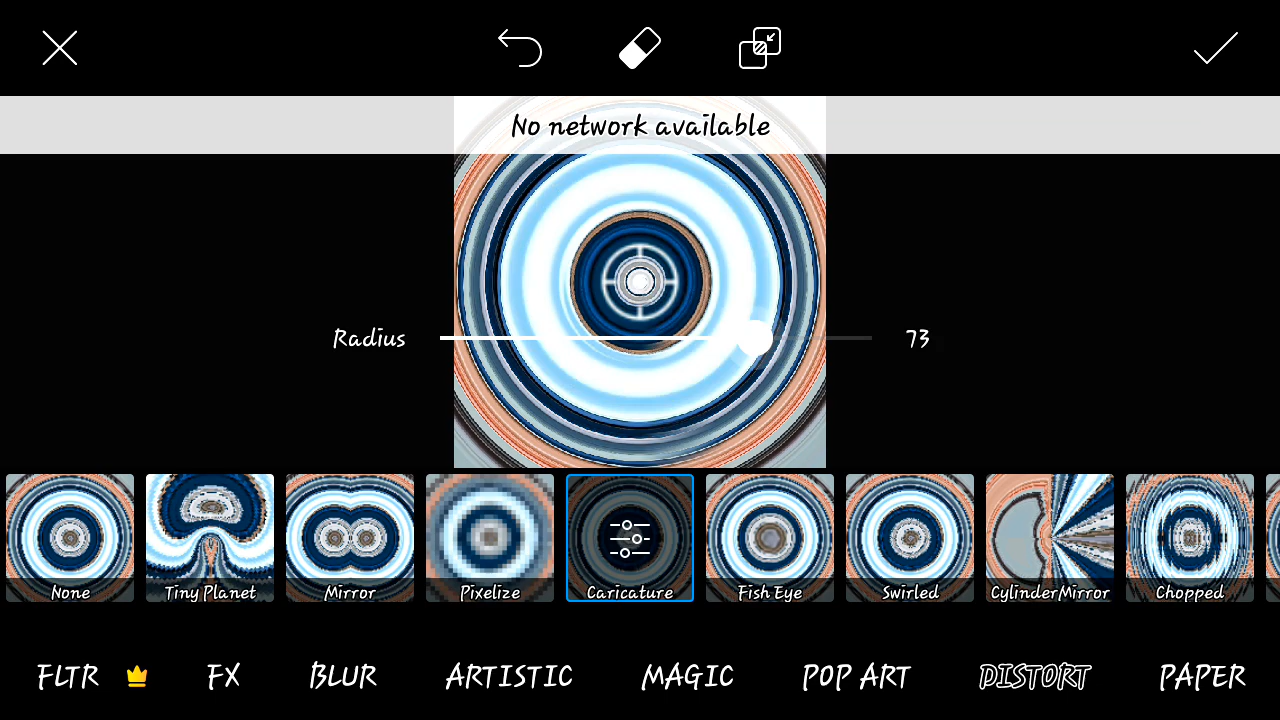 No network available
Radius 73
None Tiny Planet Mirror Pixelize Caricature Fish Eye Swirled CylinderMirror Chopped
FLTR FX BLUR ARTISTIC MAGIC POP ART DISTORT PAPER